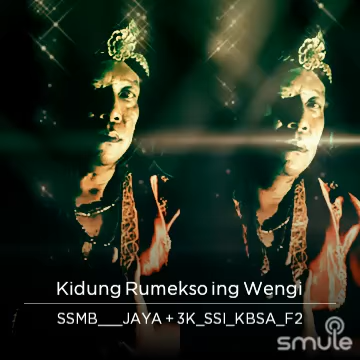 Kidung Rumekso ing Wengi
SSMB___JAYA + 3K_SSI_KBSA_F2
smule